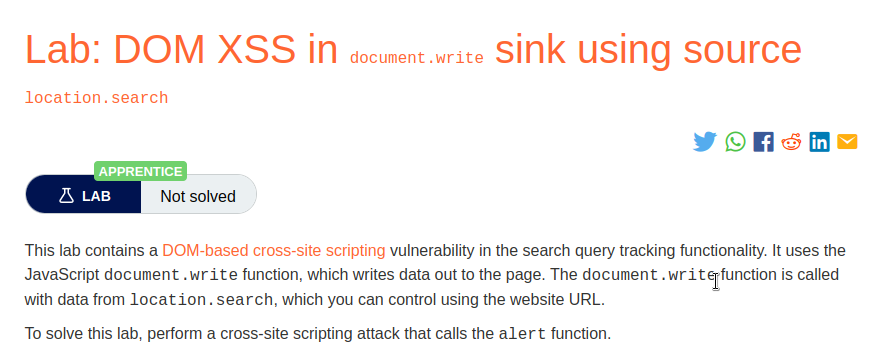 Lab: DOM XSS in document.write sink using source
location.search
APPRENTICE
LAB Not solved
This lab contains a DOM-based cross-site scripting vulnerability in the search query tracking functionality. It uses the
JavaScript document.write function, which writes data out to the page. The document.write function is called
with data from location.search, which you can control using the website URL.
To solve this lab, perform a cross-site scripting attack that calls the alert function.